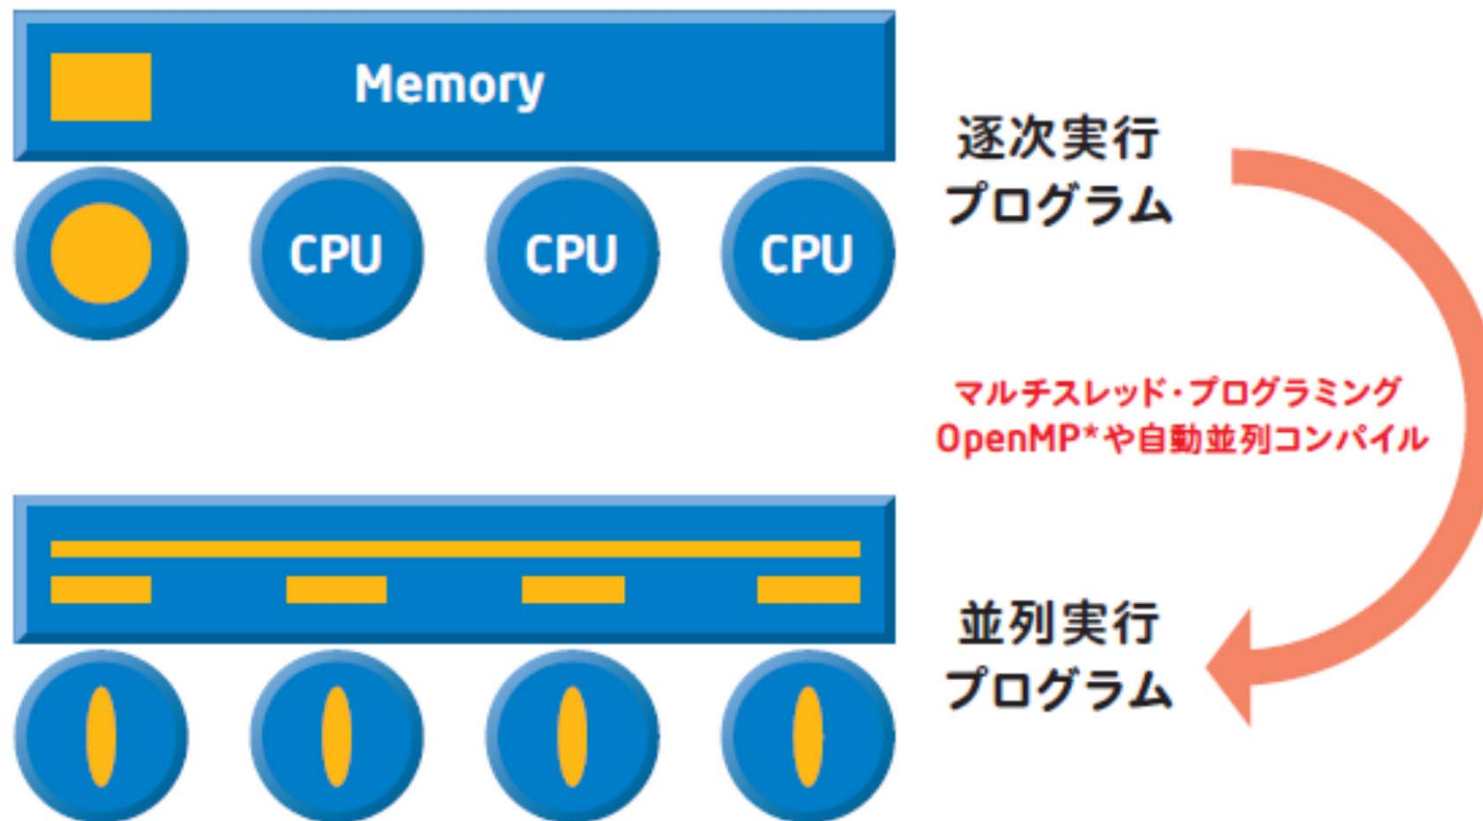 Memory
CPU
CPU
CPU
逐次実行
プログラム
マルチスレッド・プログラミング
OpenMP*や自動並列コンパイル
並列実行
プログラム